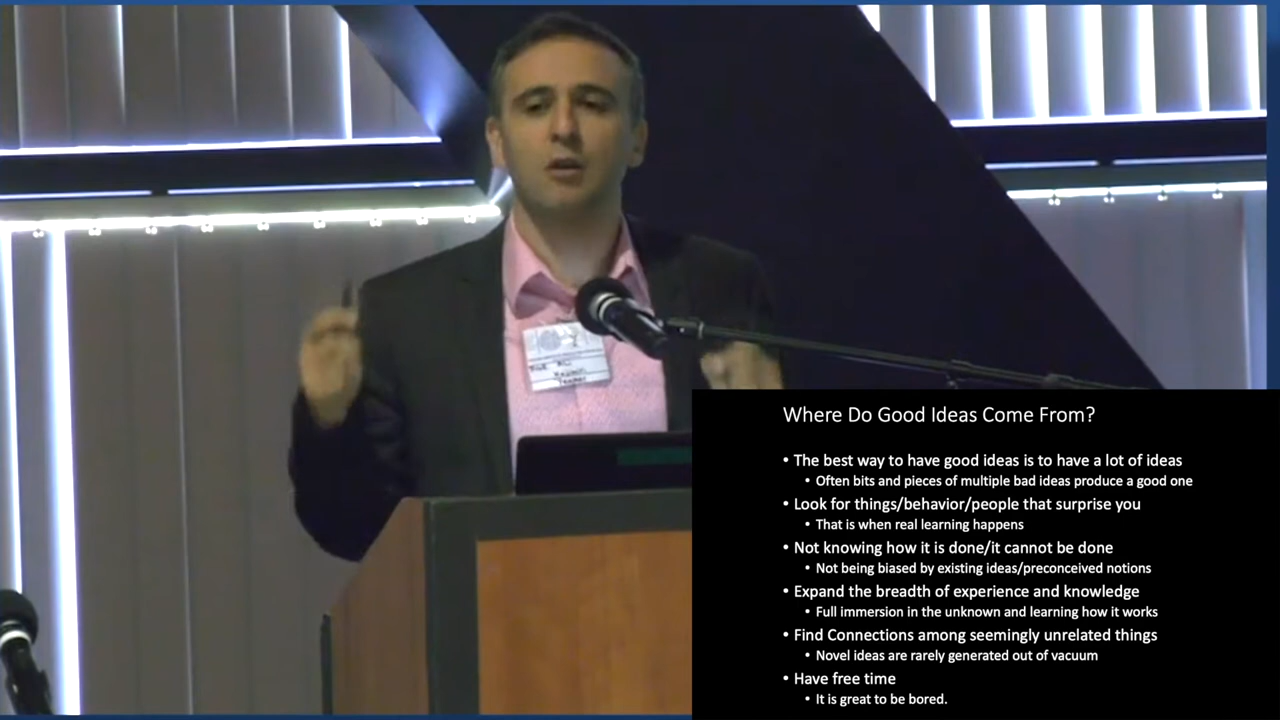 Where Do Good Ideas Come From?
• The best way to have good ideas is to have a lot of ideas
• Often bits and pieces of multiple bad ideas produce a good one
• Look for things/behavior/people that surprise you
• That is when real learning happens
• Not knowing how it is done/it cannot be done
• Not being biased by existing ideas/preconceived notions
• Expand the breadth of experience and knowledge
• Full immersion in the unknown and learning how it works
• Find Connections among seemingly unrelated things
• Novel ideas are rarely generated out of vacuum
• Have free time
• It is great to be bored.